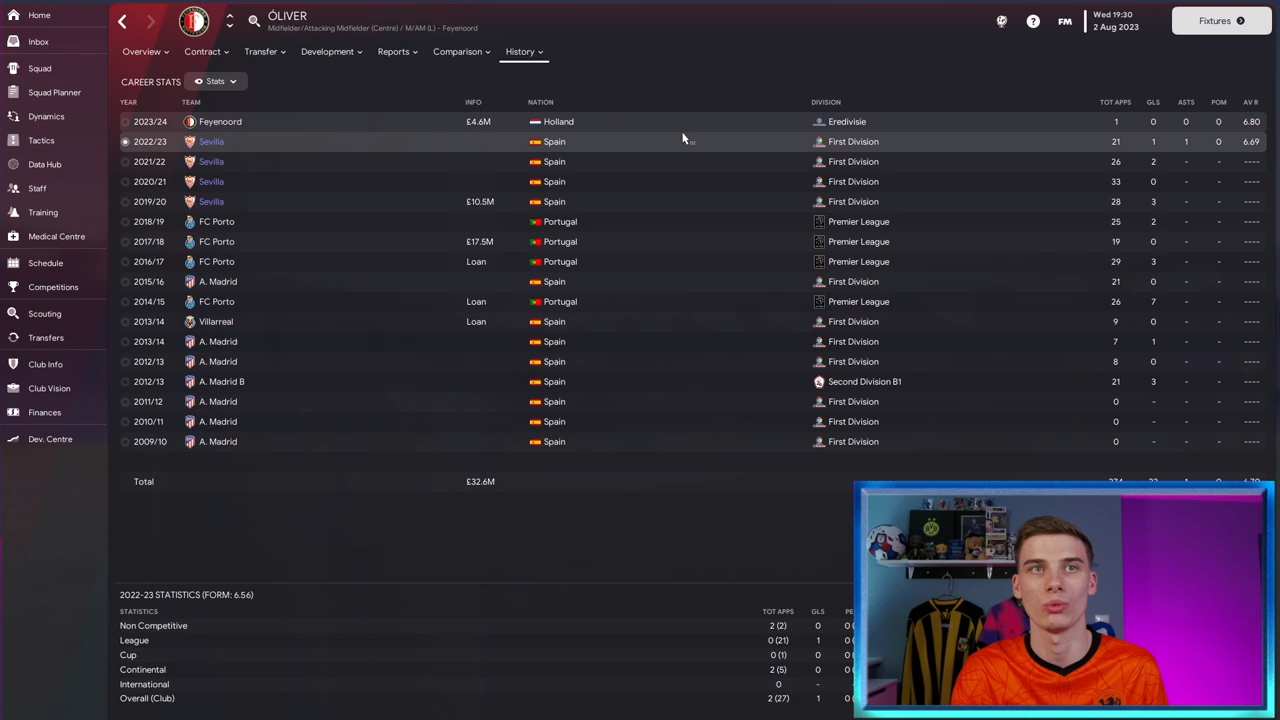 Home
ÓLIVER
Midfielder/Attacking Midfielder (Centre) / M/AM (L) - Feyenoord
FM
Wed 19:30
2 Aug 2023
Fixtures
Inbox
Squad
Squad Planner
Dynamics
Tactics
Data Hub
Staff
Training
Medical Centre
Schedule
Competitions
Scouting
Transfers
Club Info
Club Vision
Finances
Dev. Centre
Overview Contract Transfer Development Reports Comparison History
CAREER STATS Stats
YEAR TEAM INFO NATION DIVISION TOT APPS GLS ASTS POM AV R
2023/24 Feyenoord £4.6M Holland Eredivisie 1 0 0 0 6.80
2022/23 Sevilla Spain First Division 21 1 1 0 6.69
2021/22 Sevilla Spain First Division 26 2 - - ----
2020/21 Sevilla Spain First Division 33 0 - - ----
2019/20 Sevilla £10.5M Spain First Division 28 3 - - ----
2018/19 FC Porto Portugal Premier League 25 2 - - ----
2017/18 FC Porto £17.5M Portugal Premier League 19 0 - - ----
2016/17 FC Porto Loan Portugal Premier League 29 3 - - ----
2015/16 A. Madrid Spain First Division 21 0 - - ----
2014/15 FC Porto Loan Portugal Premier League 26 7 - - ----
2013/14 Villarreal Loan Spain First Division 9 0 - - ----
2013/14 A. Madrid Spain First Division 7 1 - - ----
2012/13 A. Madrid Spain First Division 8 0 - - ----
2012/13 A. Madrid B Spain Second Division B1 21 3 - - ----
2011/12 A. Madrid Spain First Division 0 - - - ----
2010/11 A. Madrid Spain First Division 0 - - - ----
2009/10 A. Madrid Spain First Division 0 - - - ----
Total £32.6M
2022-23 STATISTICS (FORM: 6.56)
STATISTICS TOT APPS GLS
Non Competitive 2 (2) 0
League 0 (21) 1
Cup 0 (1) 0
Continental 2 (5) 0
International 0 -
Overall (Club) 2 (27) 1